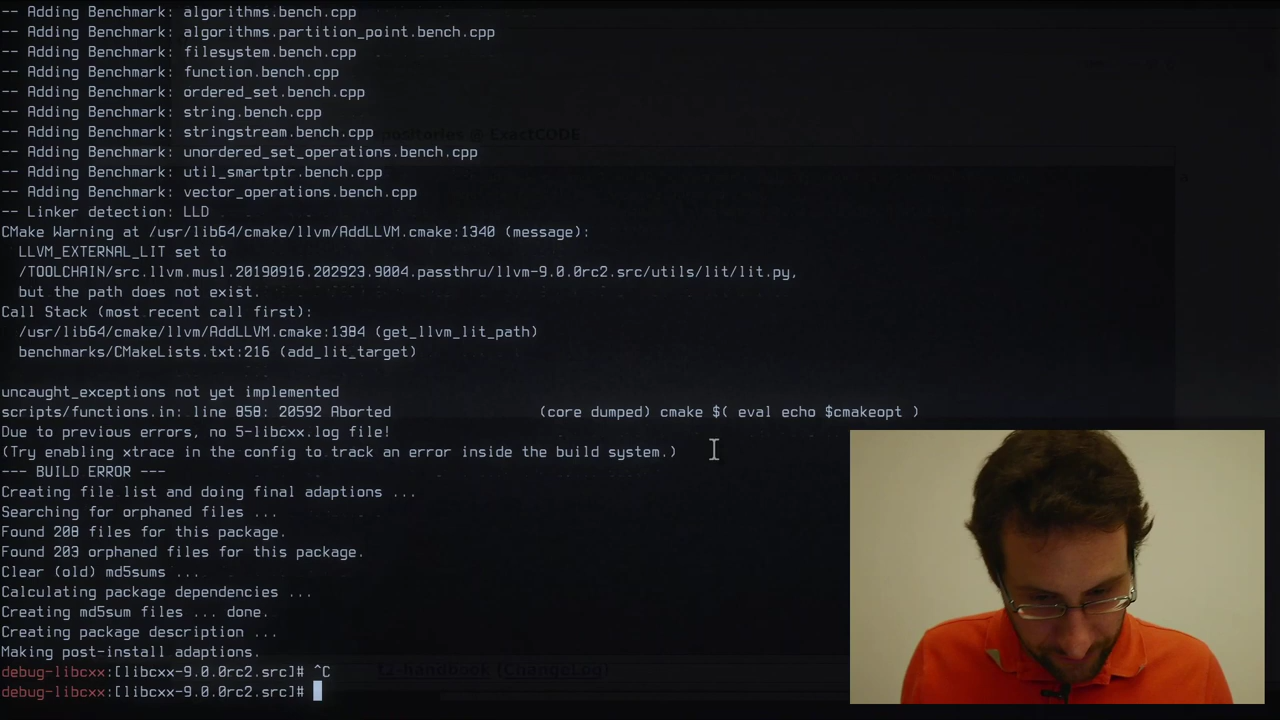 -- Adding Benchmark: algorithms.bench.cpp
-- Adding Benchmark: algorithms.partition_point.bench.cpp
-- Adding Benchmark: filesystem.bench.cpp
-- Adding Benchmark: function.bench.cpp
-- Adding Benchmark: ordered_set.bench.cpp
-- Adding Benchmark: string.bench.cpp
-- Adding Benchmark: stringstream.bench.cpp
-- Adding Benchmark: unordered_set_operations.bench.cpp
-- Adding Benchmark: util_smartptr.bench.cpp
-- Adding Benchmark: vector_operations.bench.cpp
-- Linker detection: LLD
CMake Warning at /usr/lib64/cmake/llvm/AddLLVM.cmake:1340 (message):
  LLVM_EXTERNAL_LIT set to
  /TOOLCHAIN/src.llvm.musl.20190916.202923.9004.passthru/llvm-9.0.0rc2.src/utils/lit/lit.py,
  but the path does not exist.
Call Stack (most recent call first):
  /usr/lib64/cmake/llvm/AddLLVM.cmake:1384 (get_llvm_lit_path)
  benchmarks/CMakeLists.txt:216 (add_lit_target)
uncaught_exceptions not yet implemented
scripts/functions.in: line 858: 20592 Aborted                 (core dumped) cmake $( eval echo $cmakeopt )
Due to previous errors, no 5-libcxx.log file!
(Try enabling xtrace in the config to track an error inside the build system.)
--- BUILD ERROR ---
Creating file list and doing final adaptions ...
Searching for orphaned files ...
Found 208 files for this package.
Found 203 orphaned files for this package.
Clear (old) md5sums ...
Calculating package dependencies ...
Creating md5sum files ... done.
Creating package description ...
Making post-install adaptions.
debug-libcxx:[libcxx-9.0.0rc2.src]# ^C
debug-libcxx:[libcxx-9.0.0rc2.src]#
ositories @ ExactCODE
t2-handbook (ChangeLog)